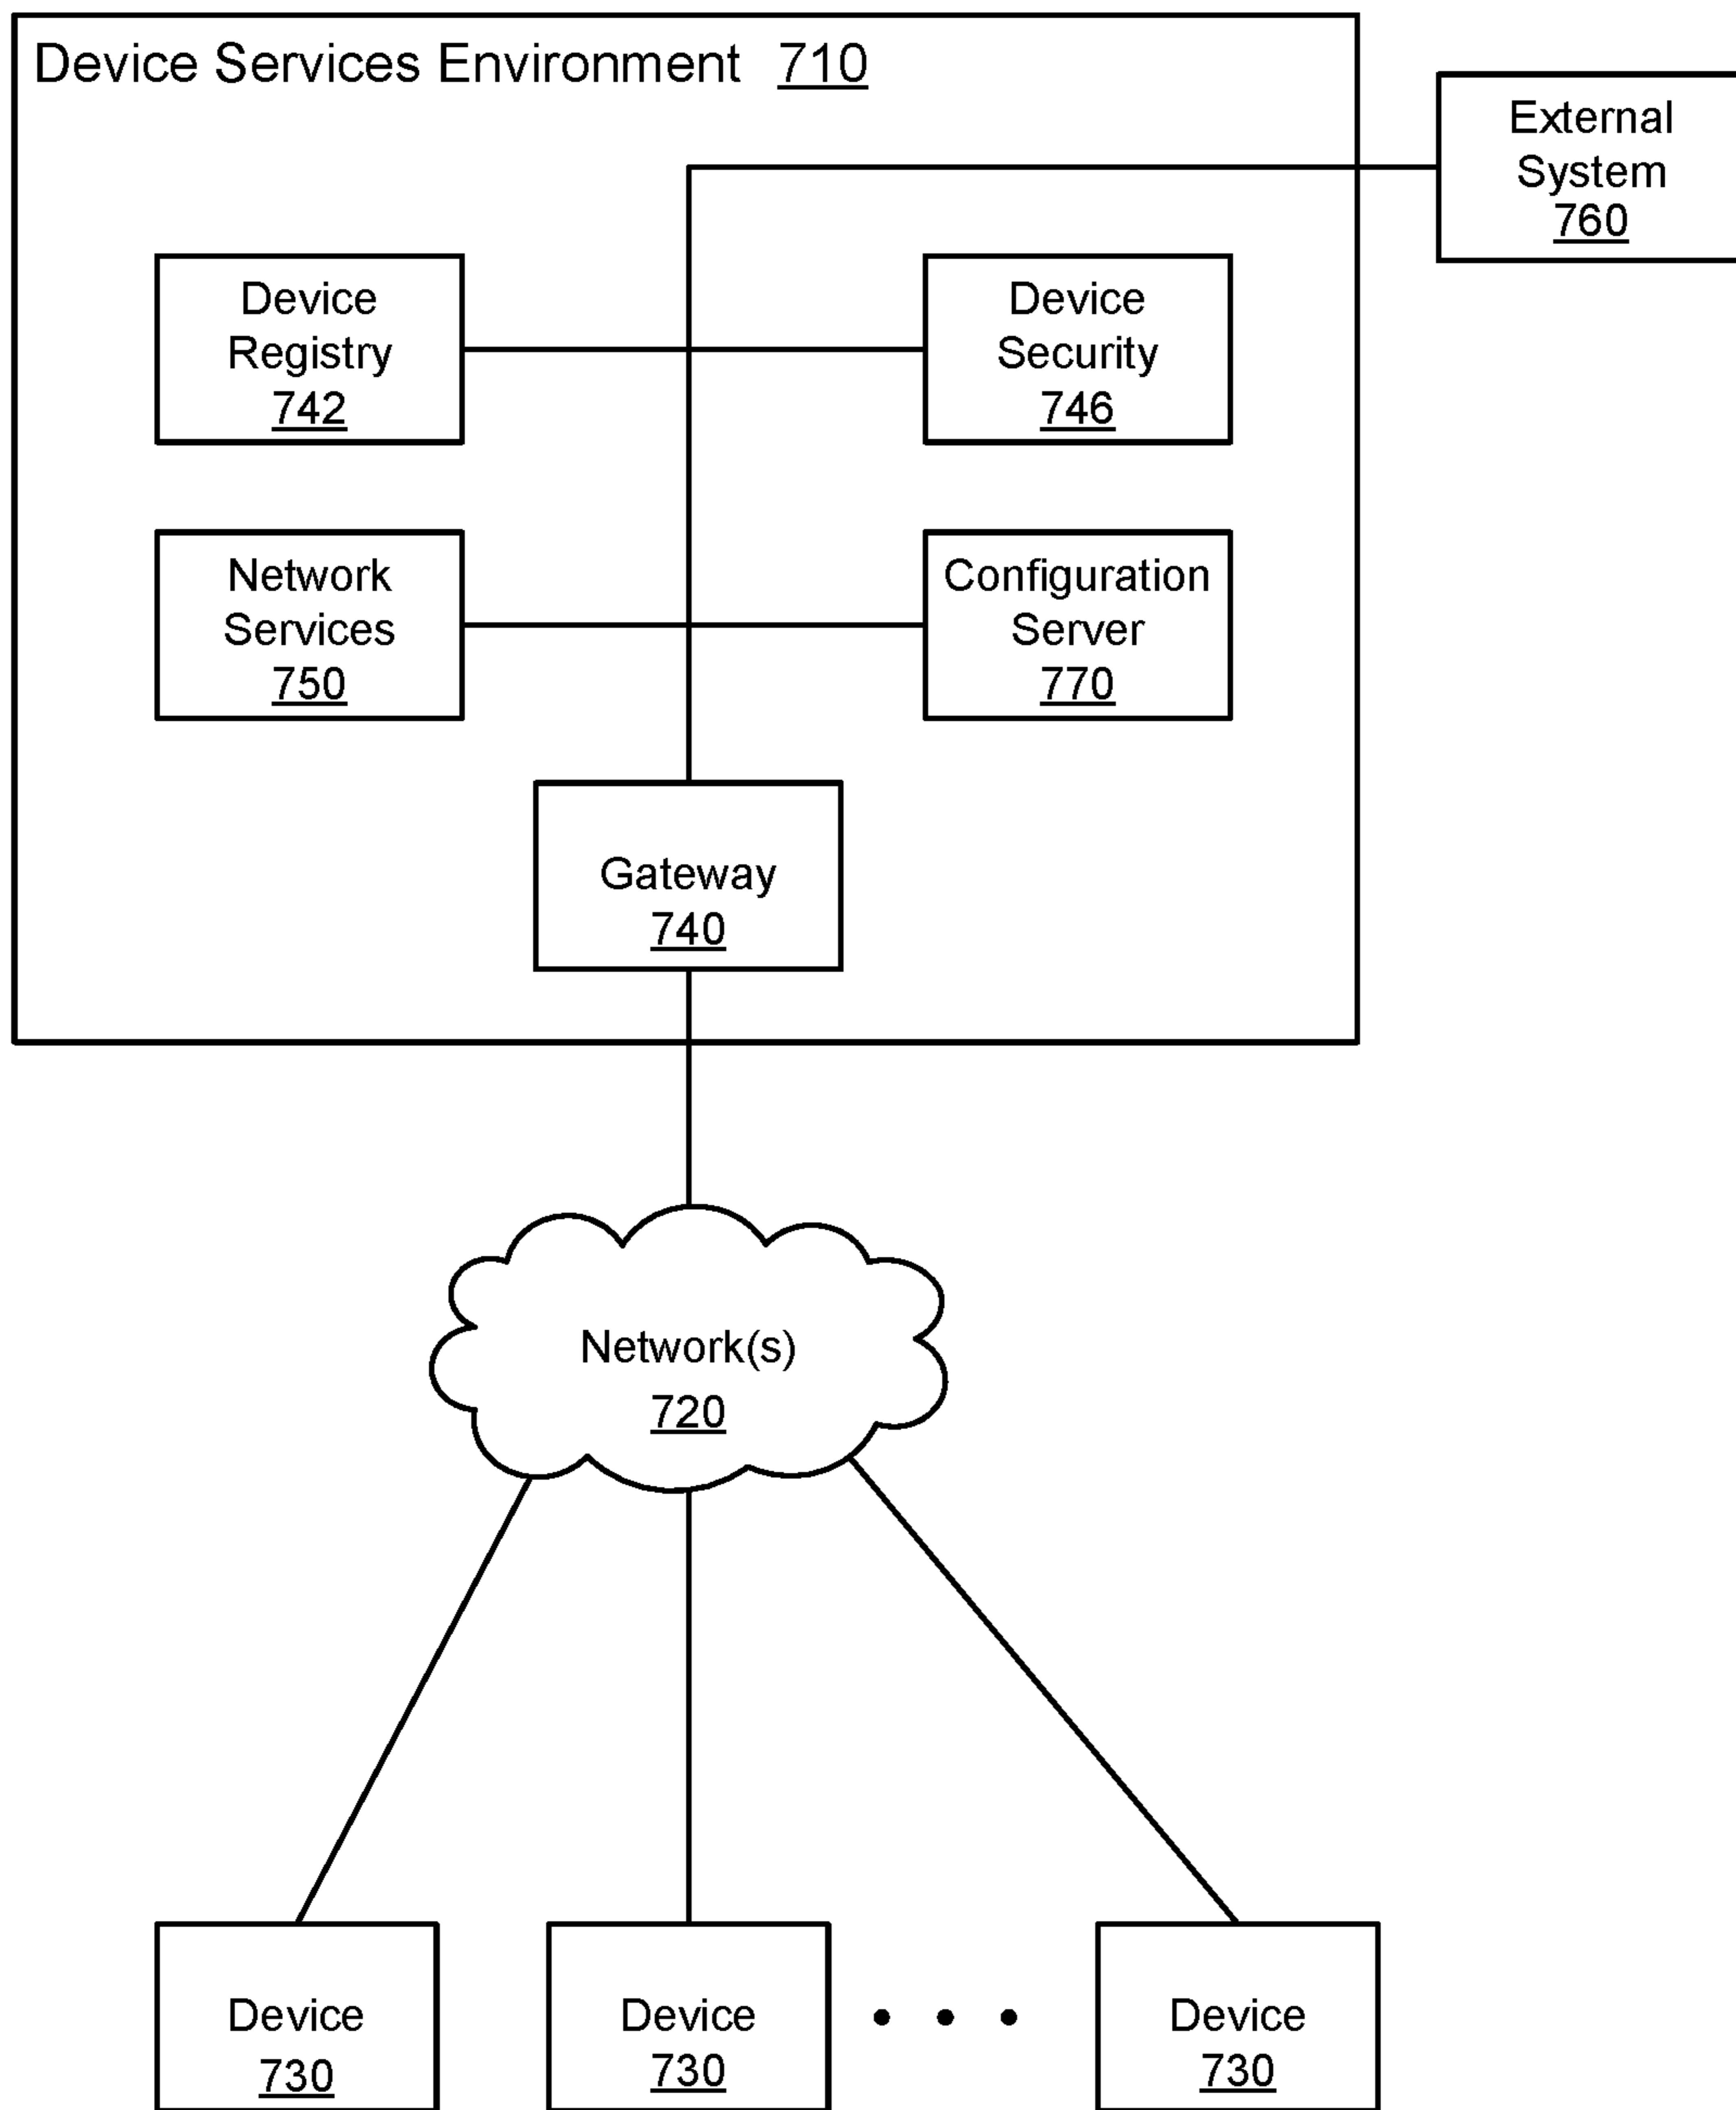 Device Services Environment 710
External
System
760
Device
Registry
742
Device
Security
746
Network
Services
750
Configuration
Server
770
Gateway
740
Network(s)
720
Device
730
Device
730
Device
730